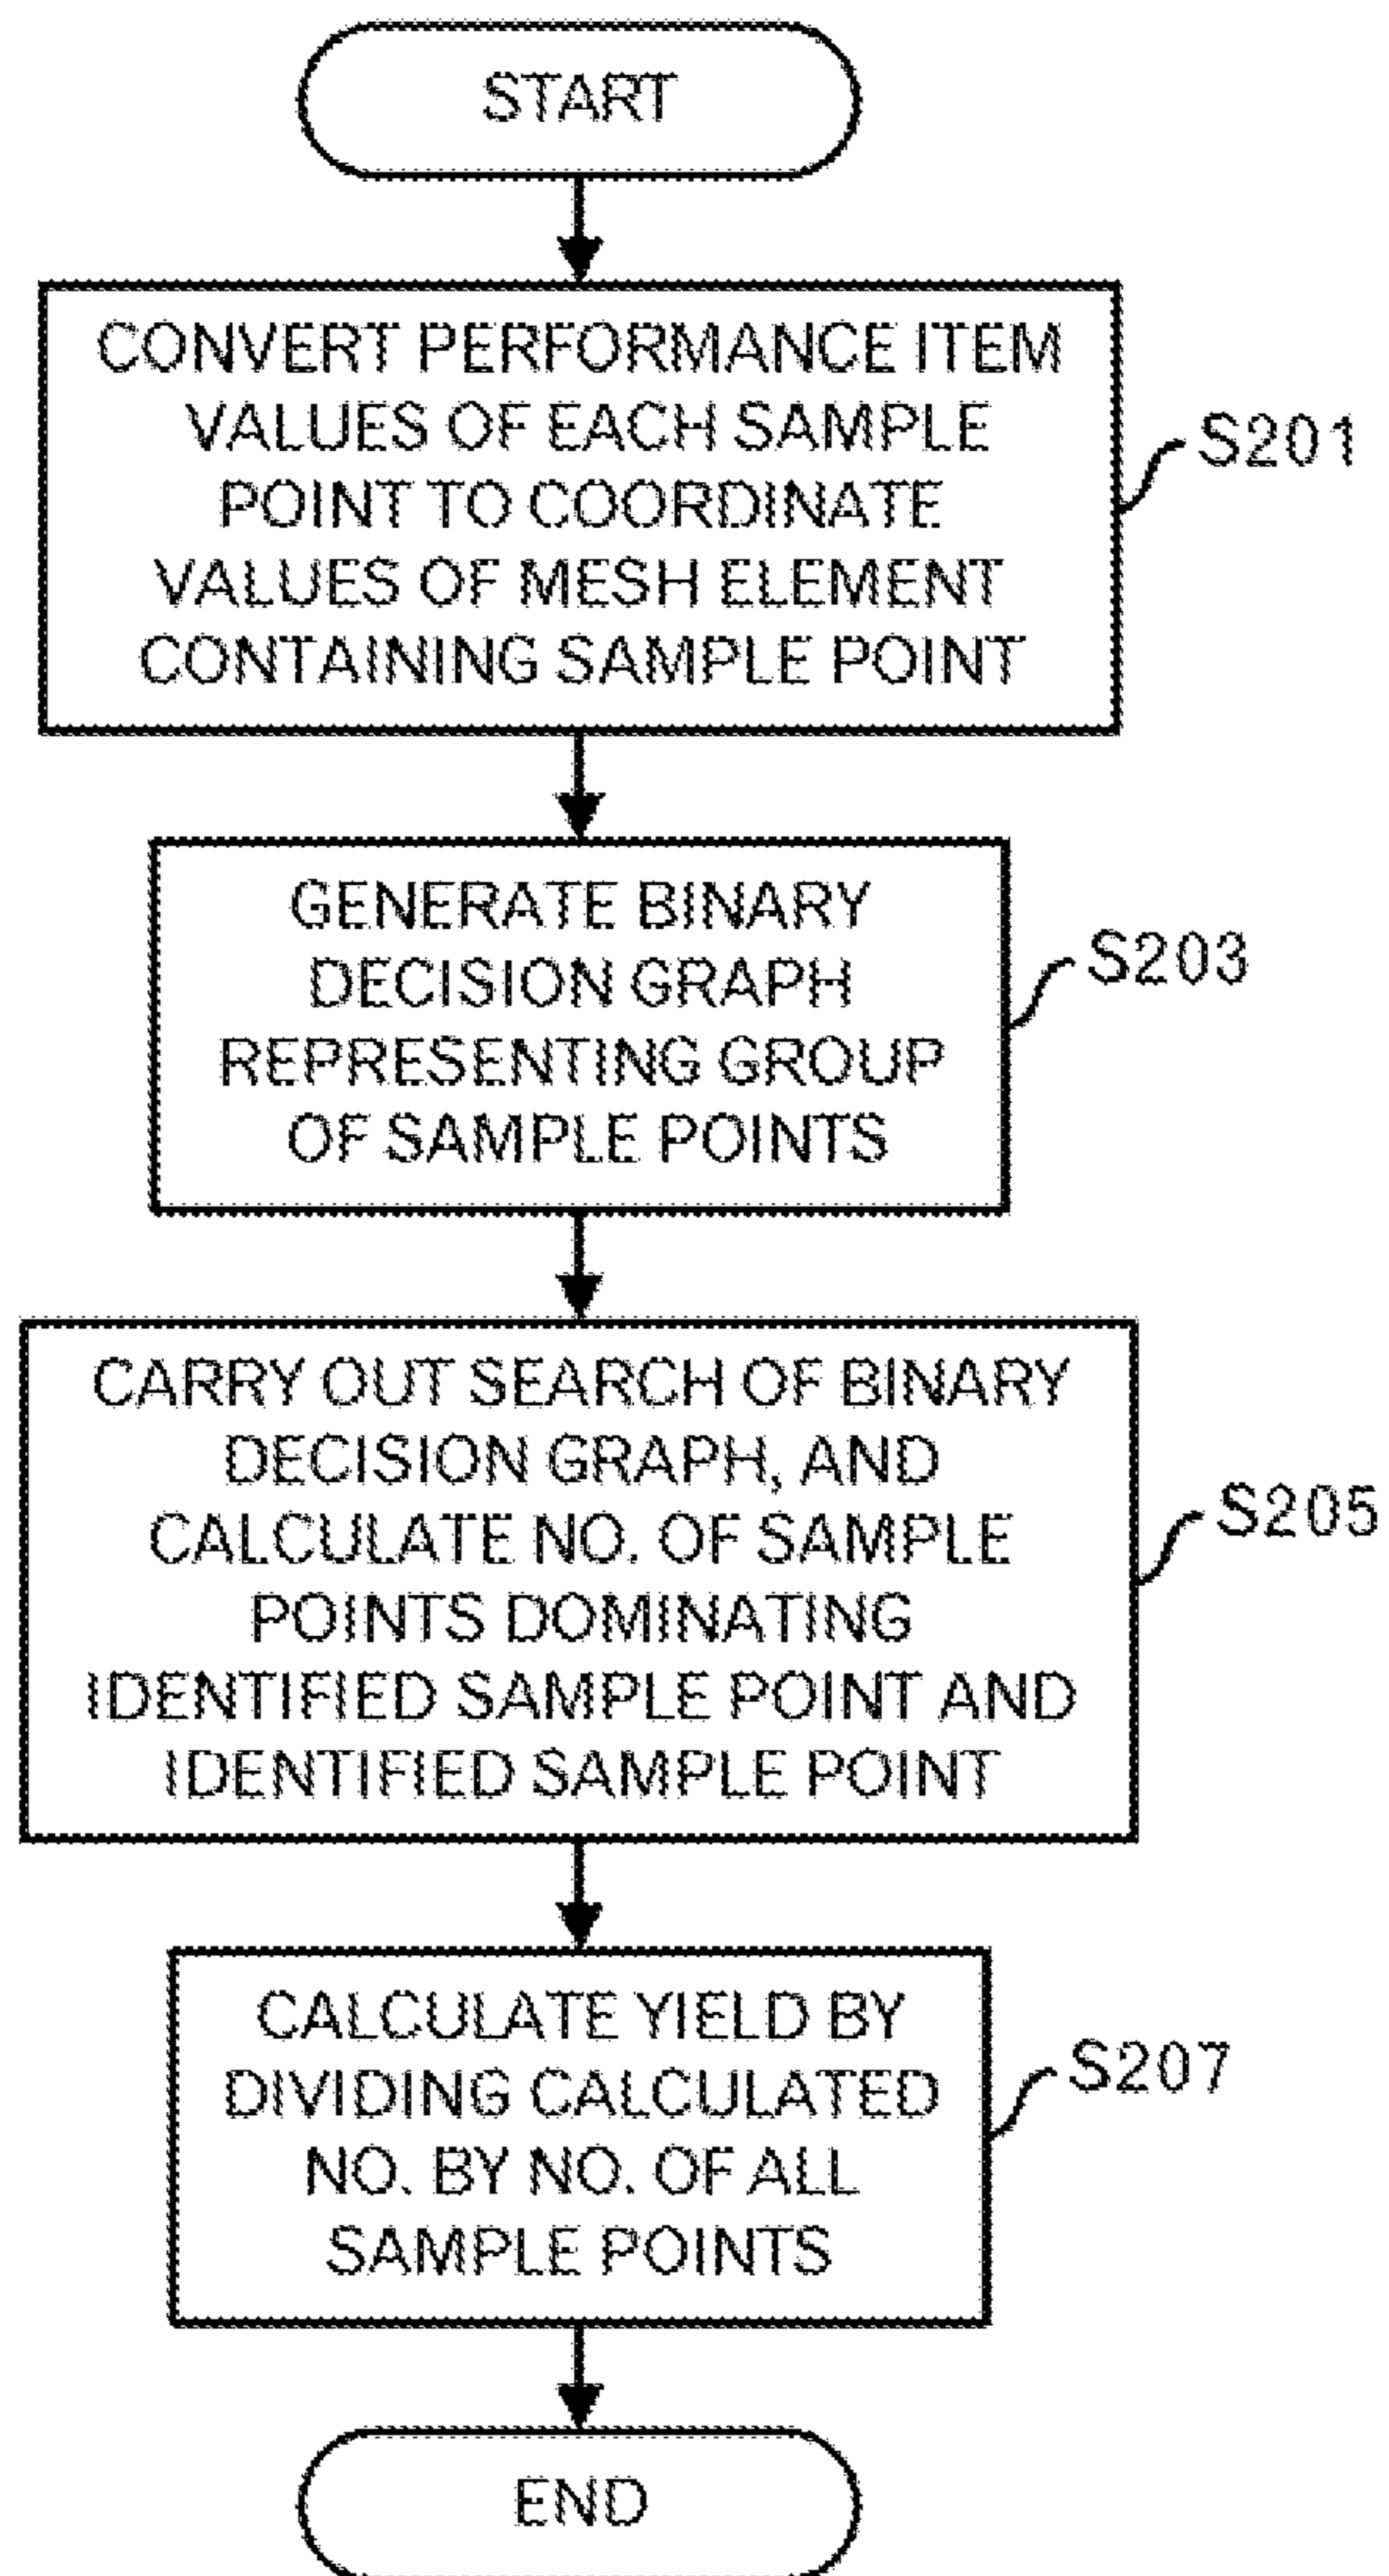 START
CONVERT PERFORMANCE ITEM
VALUES OF EACH SAMPLE
POINT TO COORDINATE
VALUES OF MESH ELEMENT
CONTAINING SAMPLE POINT
S201
GENERATE BINARY
DECISION GRAPH
REPRESENTING GROUP
OF SAMPLE POINTS
S203
CARRY OUT SEARCH OF BINARY
DECISION GRAPH, AND
CALCULATE NO. OF SAMPLE
POINTS DOMINATING
IDENTIFIED SAMPLE POINT AND
IDENTIFIED SAMPLE POINT
S205
CALCULATE YIELD BY
DIVIDING CALCULATED
NO. BY NO. OF ALL
SAMPLE POINTS
S207
END